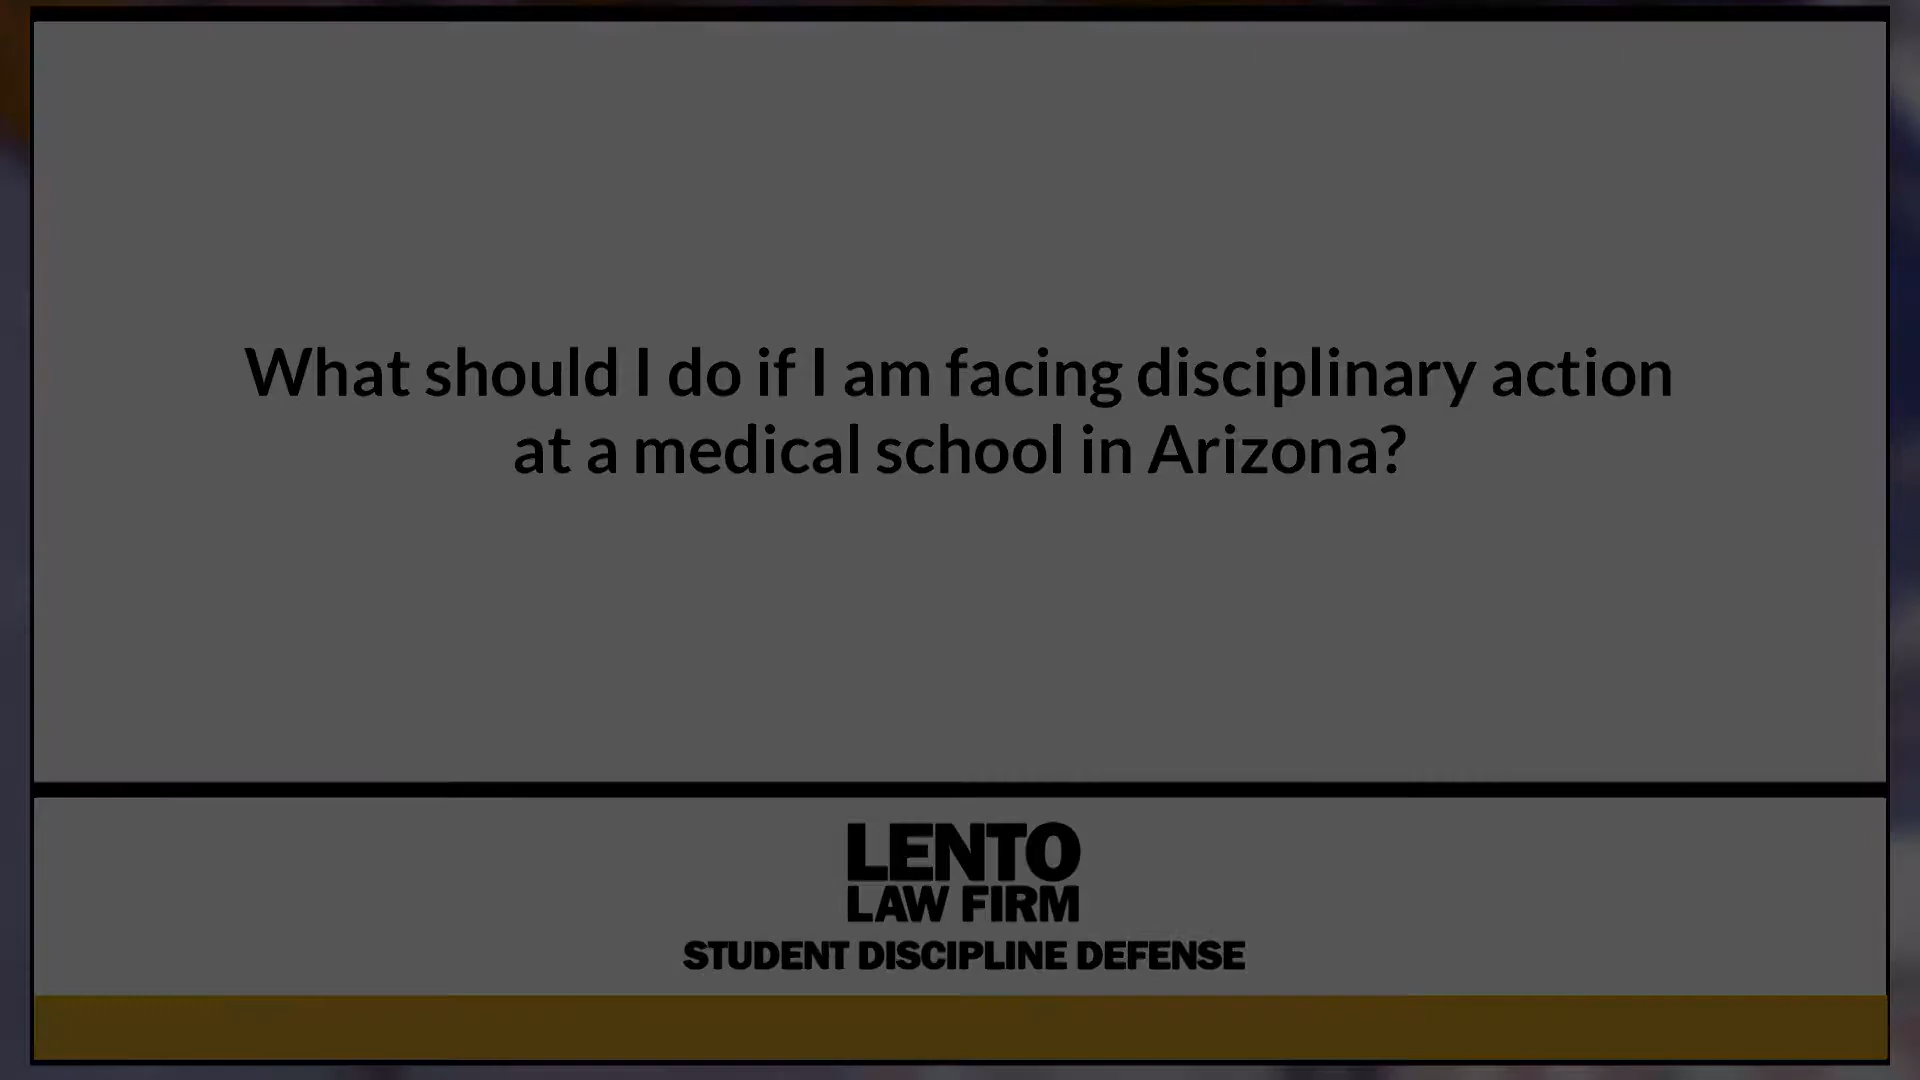 What should I do if I am facing disciplinary action
at a medical school in Arizona?
LENTO
LAW FIRM
STUDENT DISCIPLINE DEFENSE